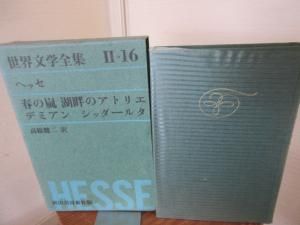 世界文学全集 II-16
ヘッセ
春の嵐 湖畔のアトリエ
デミアン シッダールタ
高橋健二 訳
HESSE
河出書房新社版